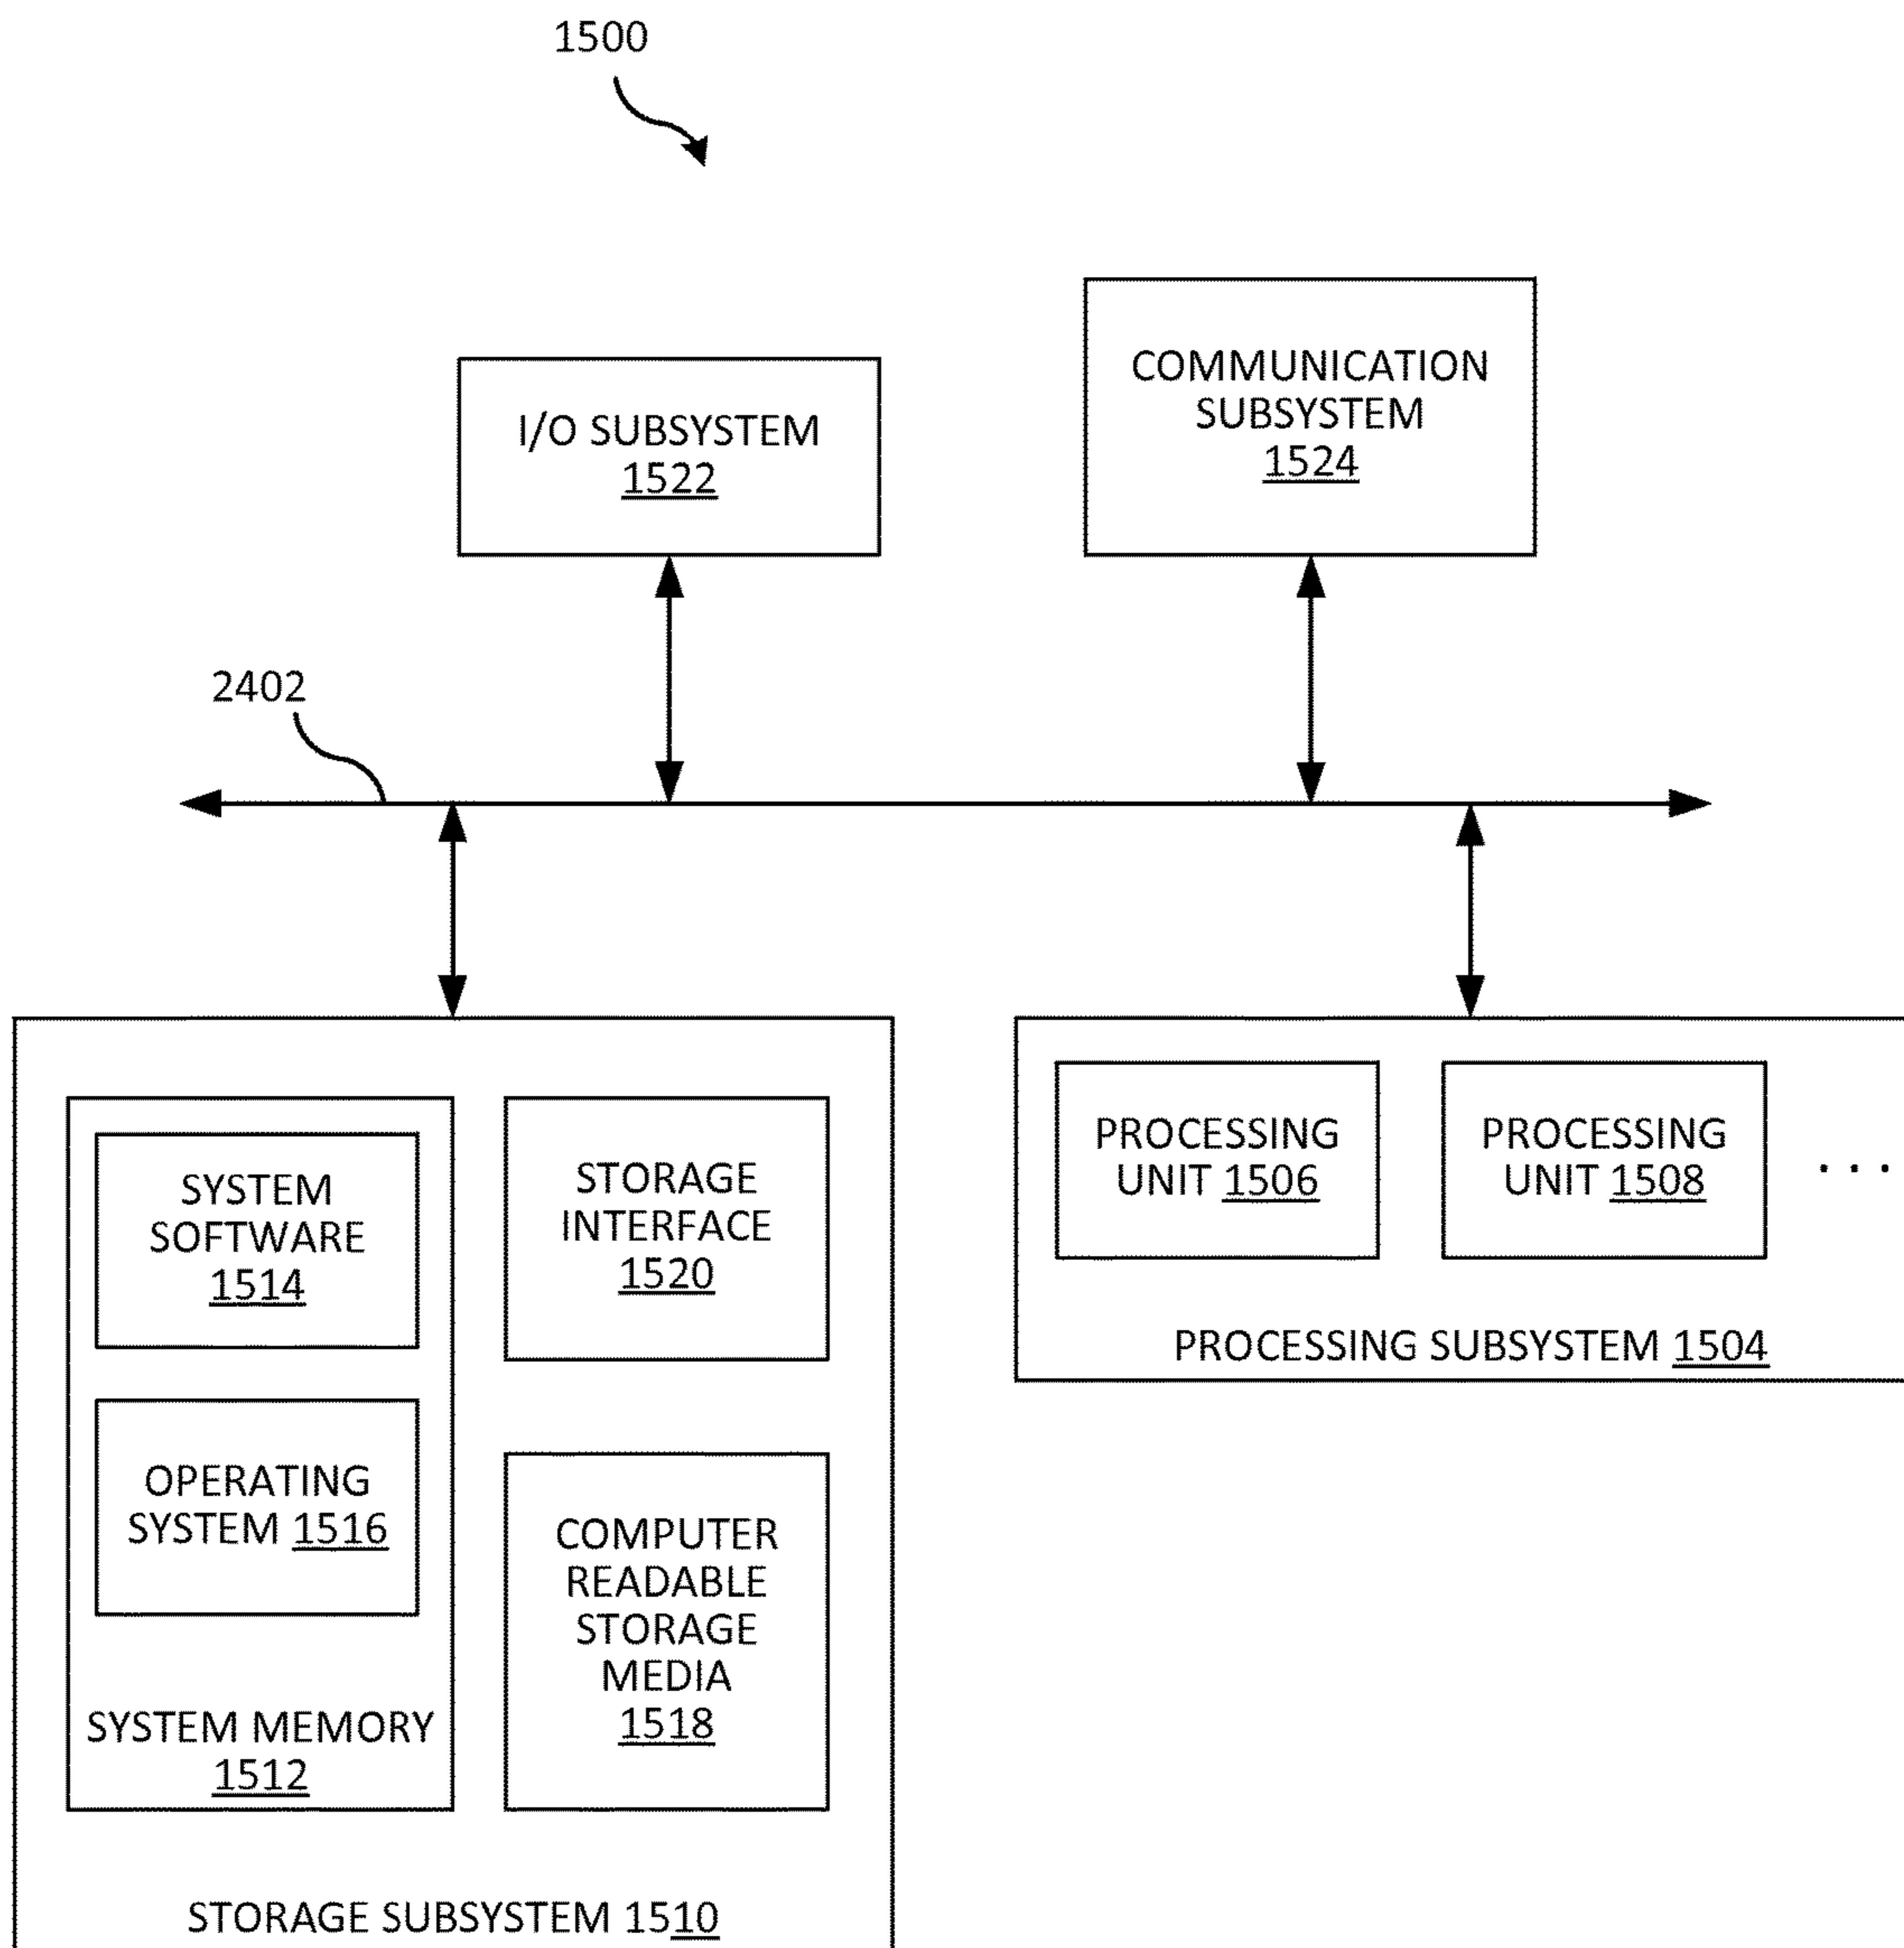 1500
I/O SUBSYSTEM
1522
COMMUNICATION
SUBSYSTEM
1524
2402
SYSTEM
SOFTWARE
1514
OPERATING
SYSTEM 1516
SYSTEM MEMORY
1512
STORAGE
INTERFACE
1520
COMPUTER
READABLE
STORAGE
MEDIA
1518
STORAGE SUBSYSTEM 1510
PROCESSING
UNIT 1506
PROCESSING
UNIT 1508
. . .
PROCESSING SUBSYSTEM 1504